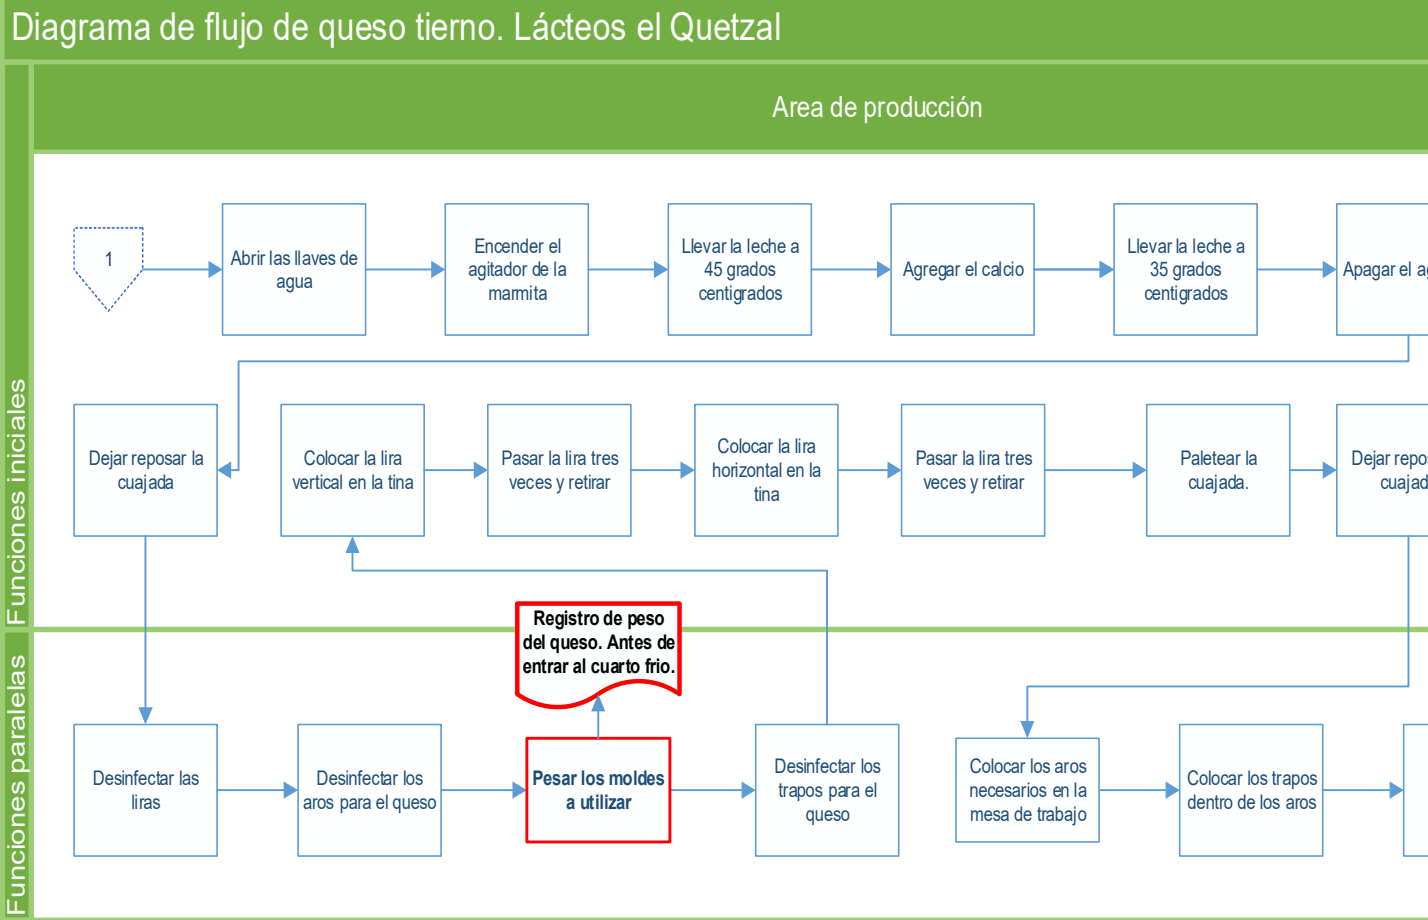 Diagrama de flujo de queso tierno. Lácteos el Quetzal
Area de producción
Funciones iniciales
1
Abrir las llaves de
agua
Encender el
agitador de la
marmita
Llevar la leche a
45 grados
centigrados
Agregar el calcio
Llevar la leche a
35 grados
centigrados
Apagar el
Dejar reposar la
cuajada
Colocar la lira
vertical en la tina
Pasar la lira tres
veces y retirar
Colocar la lira
horizontal en la
tina
Pasar la lira tres
veces y retirar
Paletear la
cuajada.
Dejar
Funciones paralelas
Registro de peso
del queso. Antes de
entrar al cuarto frio.
Desinfectar las
liras
Desinfectar los
aros para el queso
Pesar los moldes
a utilizar
Desinfectar los
trapos para el
queso
Colocar los aros
necesarios en la
mesa de trabajo
Colocar los trapos
dentro de los aros